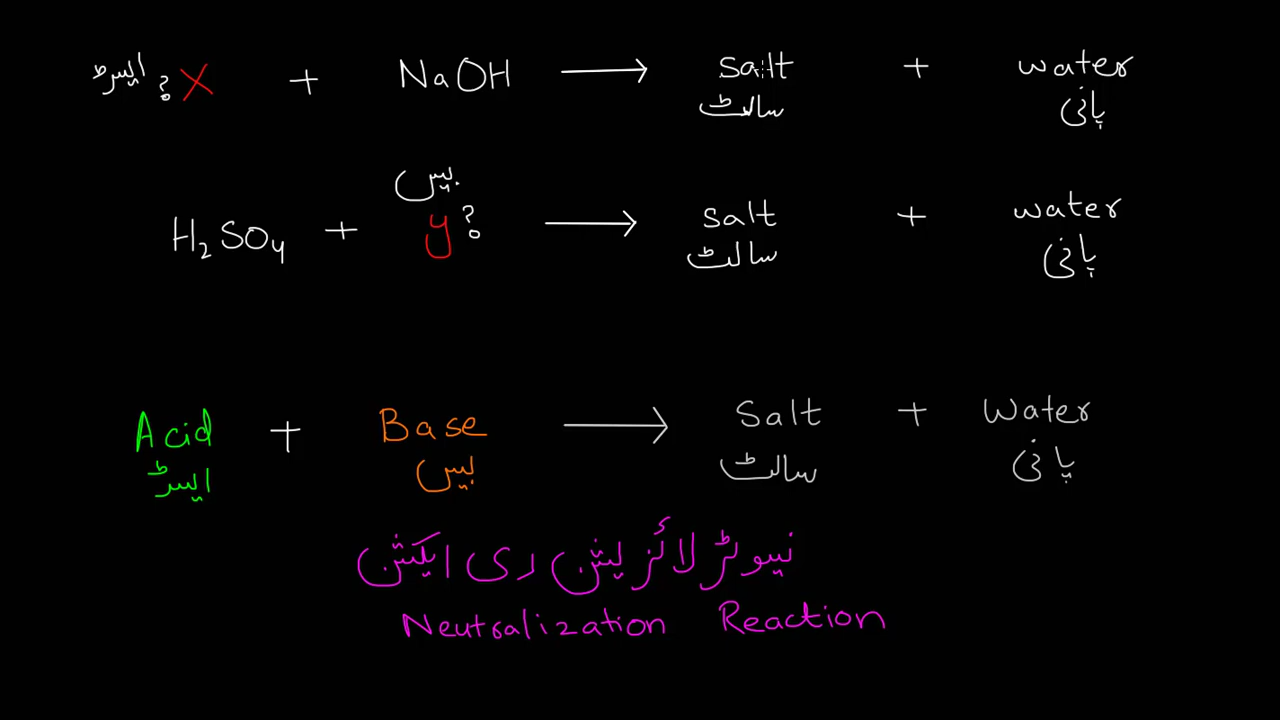 ایسڈ ? X + NaOH → Salt + water
سالٹ پانی
بیس
H₂SO₄ + y ? → Salt + water
سالٹ پانی
Acid + Base → Salt + Water
ایسڈ بیس سالٹ پانی
نیوٹرلائزیشن ری ایکشن
Neutralization Reaction